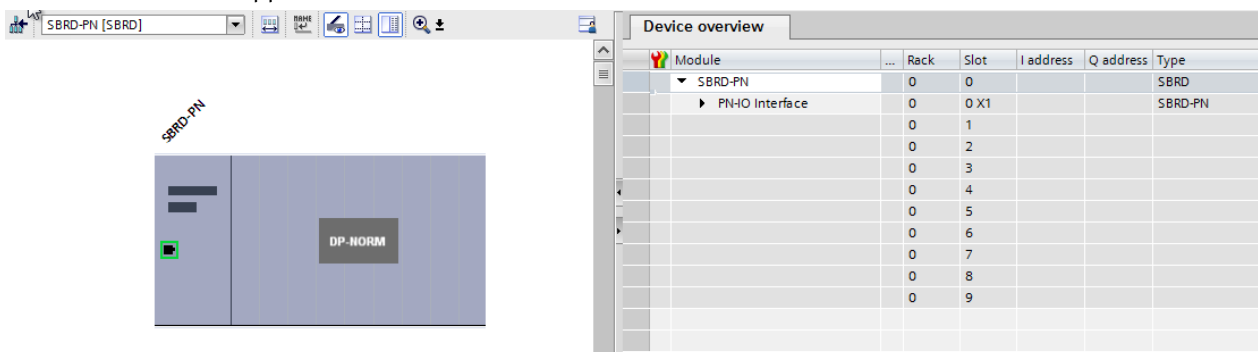 SBRD-PN [SBRD]
NAME
±
SBRD-PN
DP-NORM
Device overview
Module ... Rack Slot I address Q address Type
SBRD-PN 0 0 SBRD
PN-IO Interface 0 0 X1 SBRD-PN
0 1
0 2
0 3
0 4
0 5
0 6
0 7
0 8
0 9